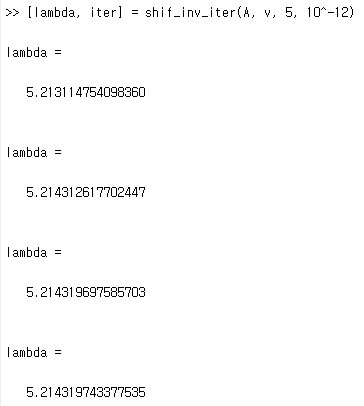 >> [lambda, iter] = shif_inv_iter(A, v, 5, 10^-12)
lambda =
5.213114754098360
lambda =
5.214312617702447
lambda =
5.214319697585703
lambda =
5.214319743377535